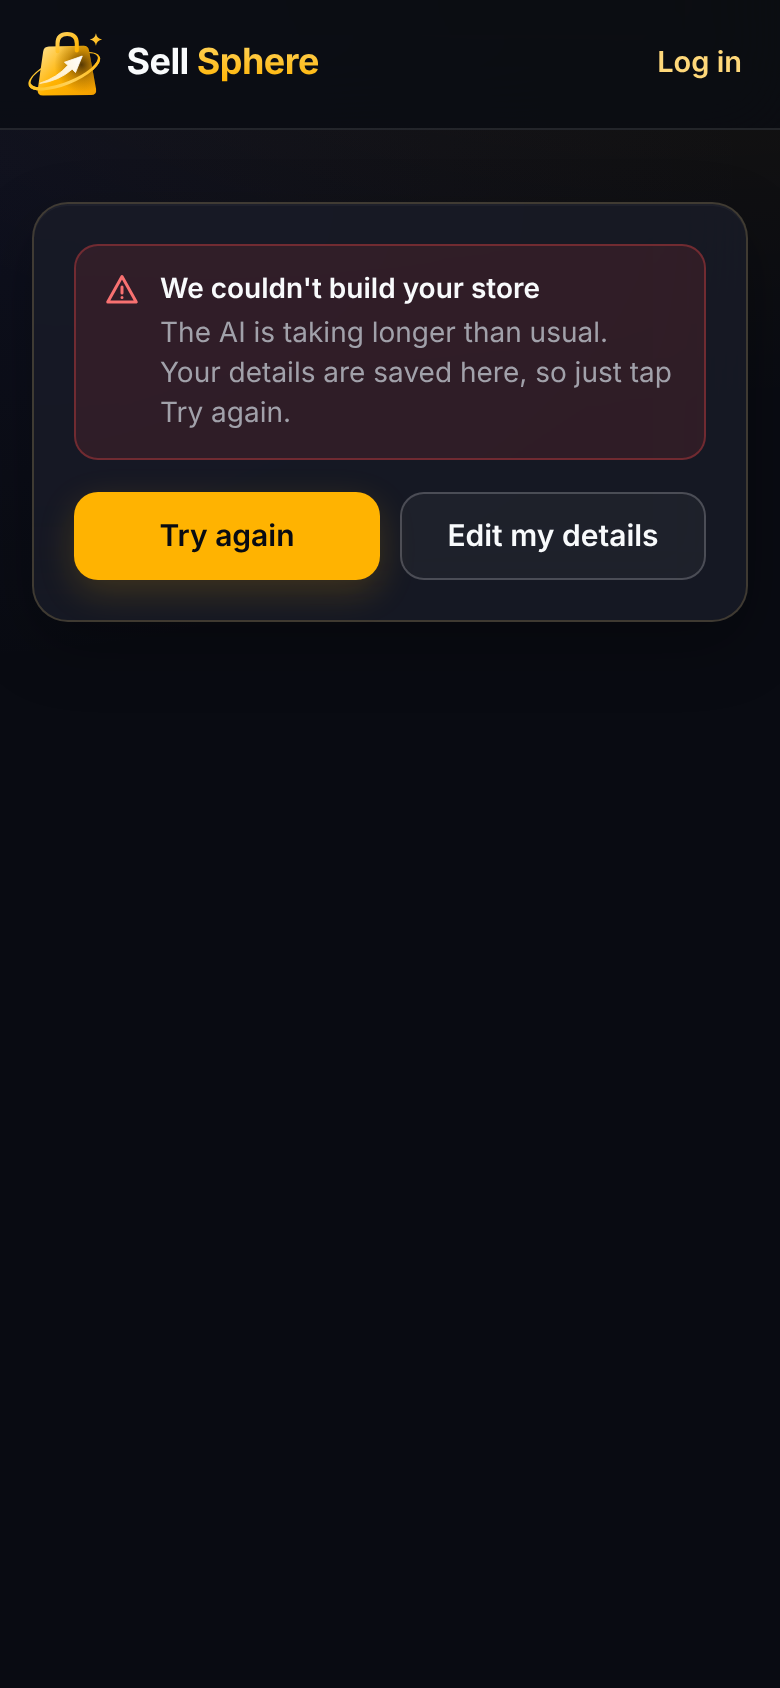 Sell Sphere
Log in
We couldn't build your store
The AI is taking longer than usual.
Your details are saved here, so just tap
Try again.
Try again
Edit my details